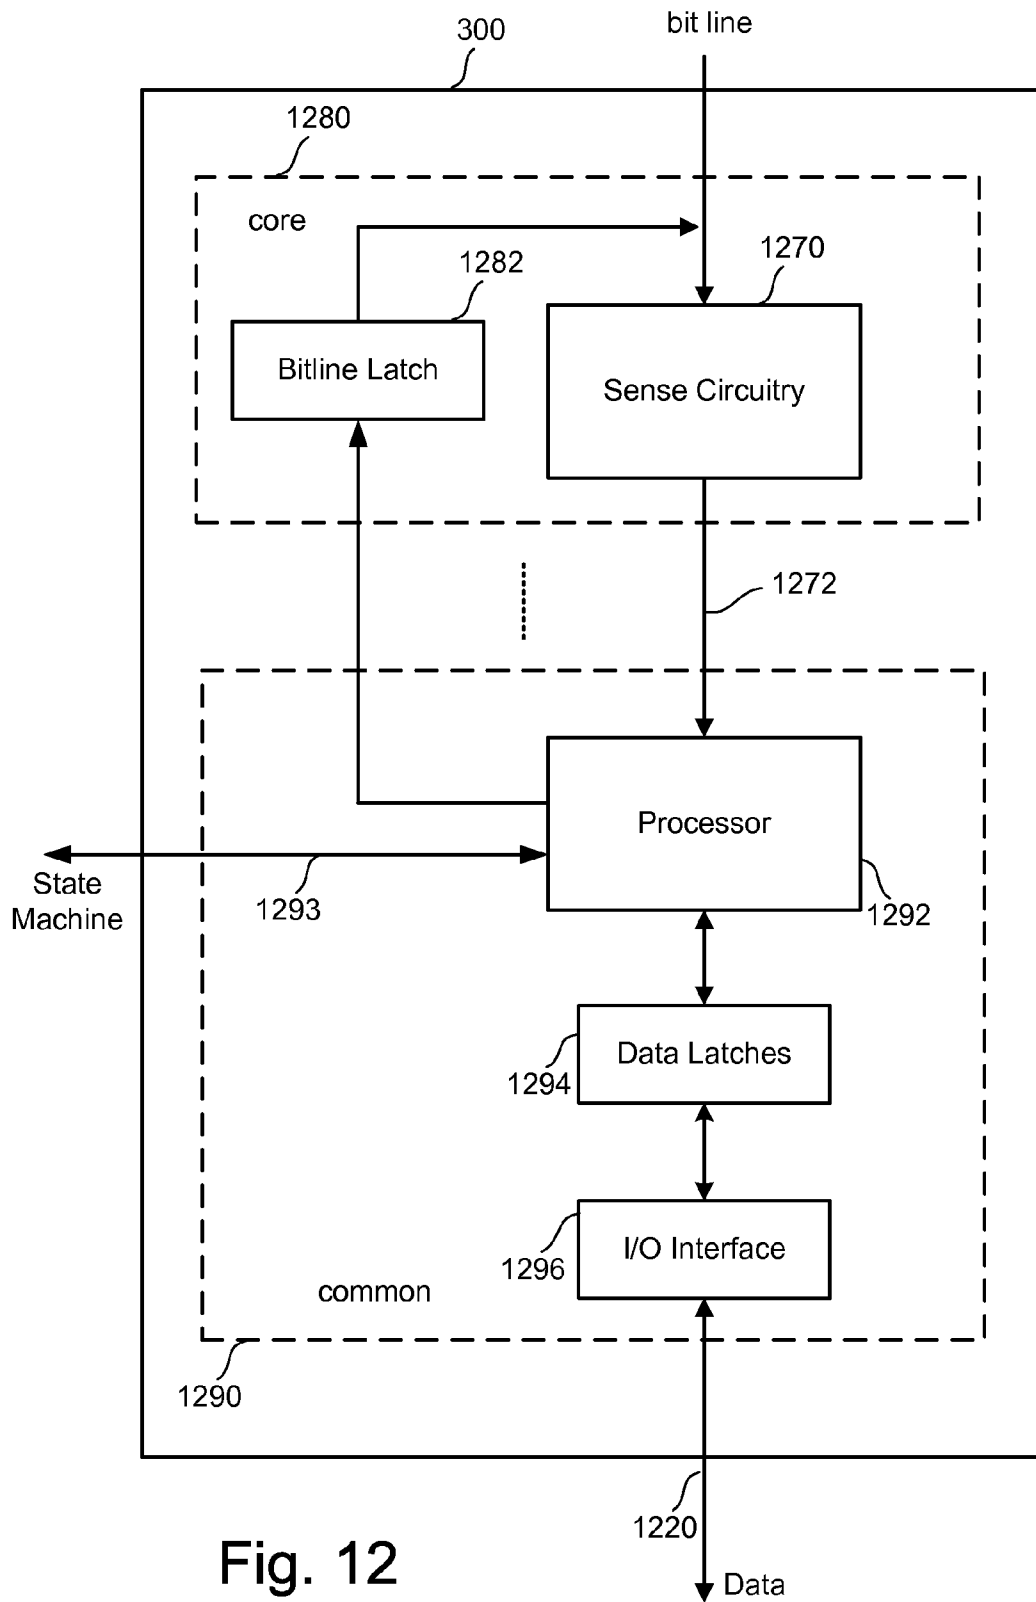 300
bit line
1280
core
1282
1270
Bitline Latch
Sense Circuitry
1272
Processor
State
Machine
1293
1292
Data Latches
1294
I/O Interface
1296
common
1290
1220
Fig. 12
Data